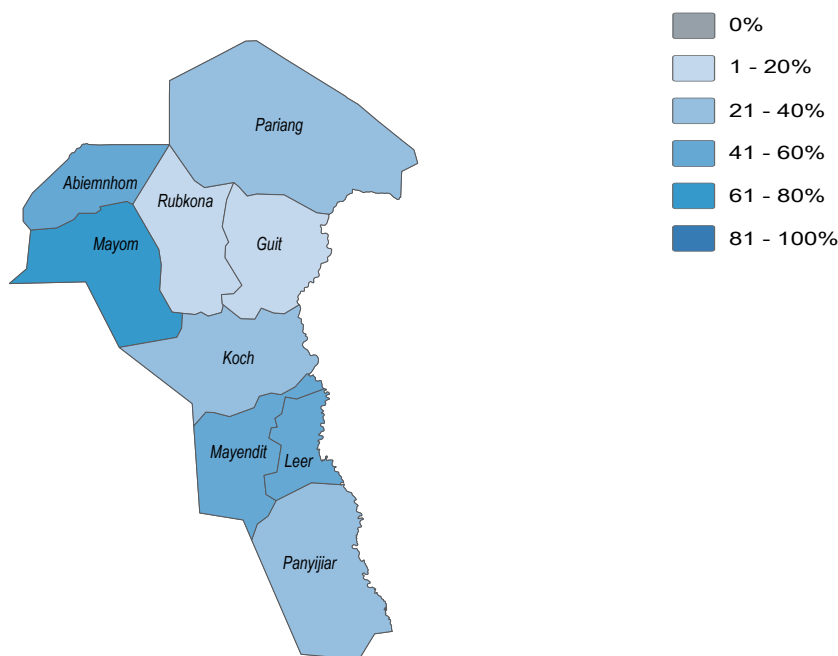 0%
1 - 20%
21 - 40%
41 - 60%
61 - 80%
81 - 100%
Pariang
Abiemnhom
Rubkona
Mayom
Guit
Koch
Mayendit
Leer
Panyijiar